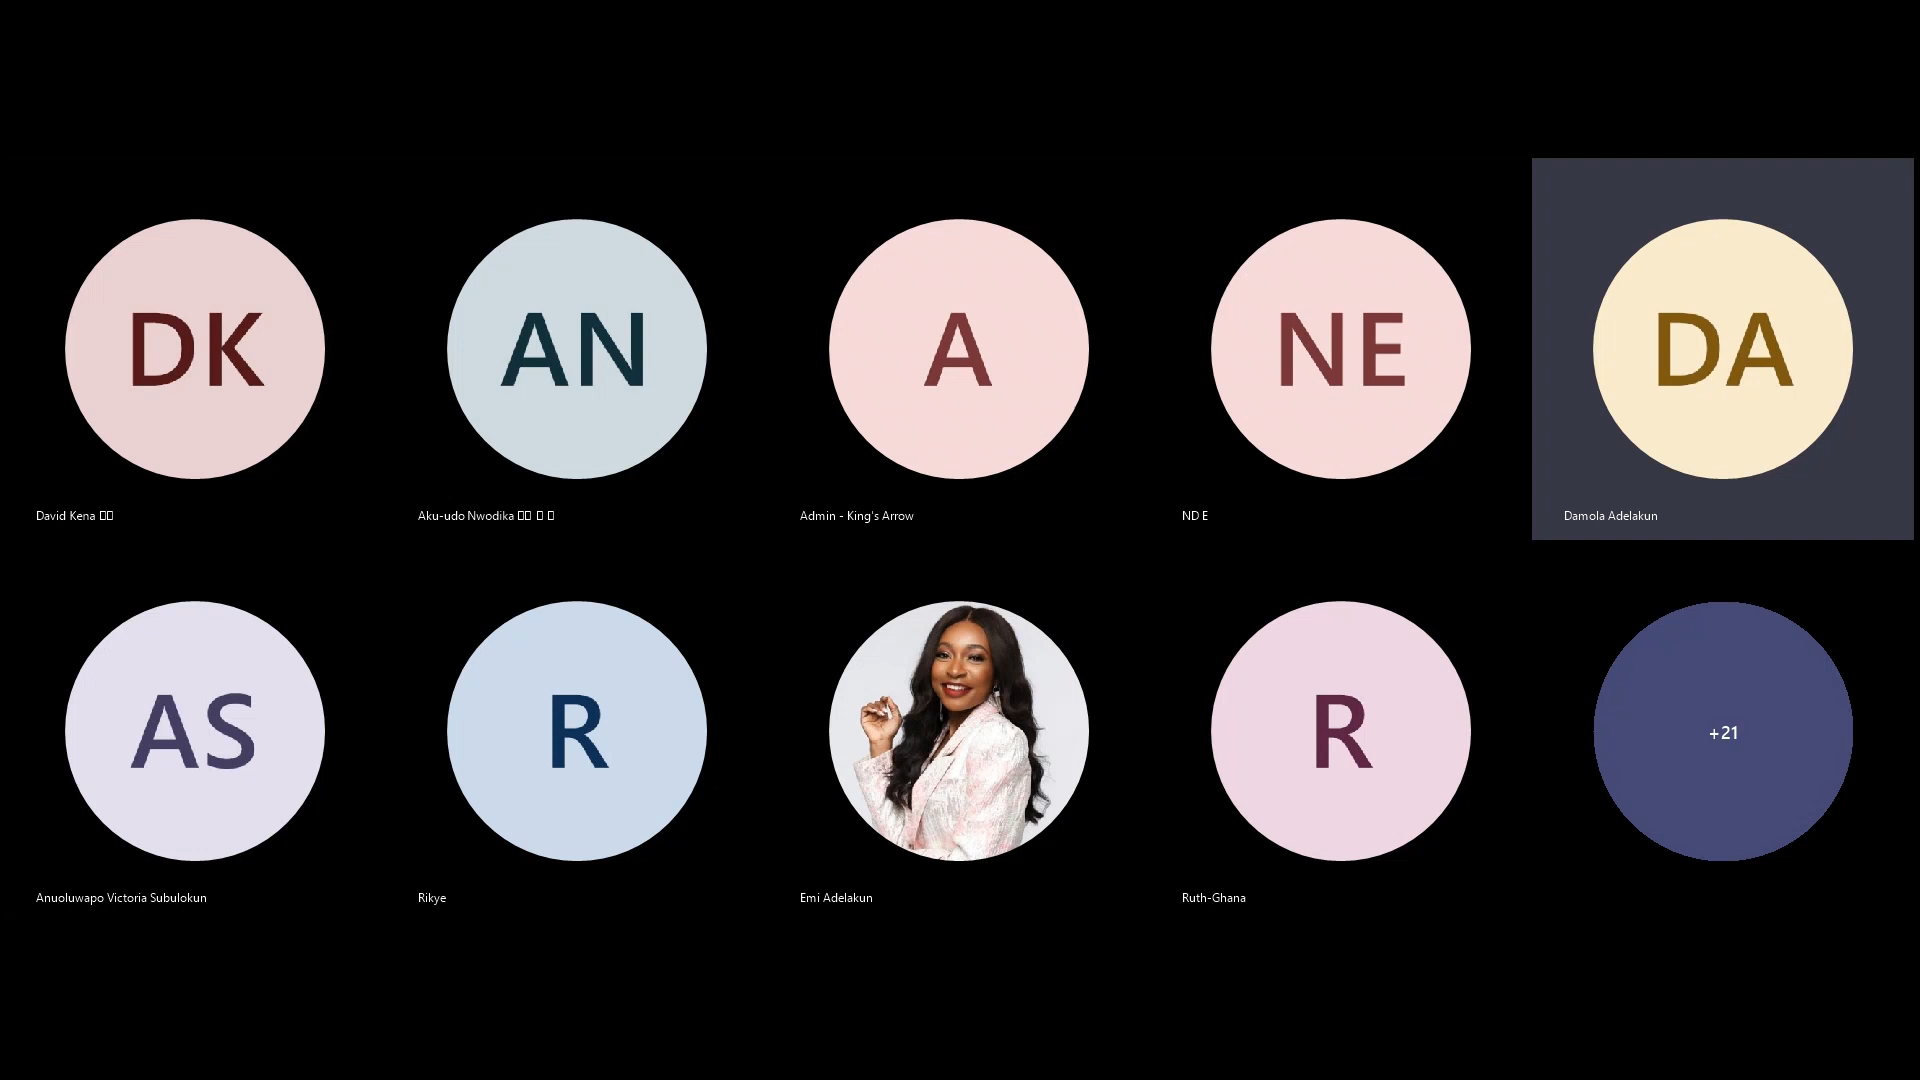 DK
AN
A
NE
DA
David Kena
Aku-udo Nwodika
Admin - King's Arrow
ND E
Damola Adelakun
AS
R
R
+21
Anuoluwapo Victoria Subulokun
Rikye
Emi Adelakun
Ruth-Ghana